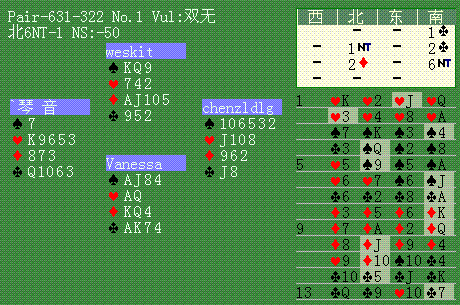 Pair-631-322 No.1 Vul:双无
北6NT-1 NS:-50
西 北 东 南
– – – 1♣
– 1NT – 2♣
– 2♦ – 6NT
– – –
weskit
♠KQ9
♥742
♦AJ105
♣952
`琴 音
♠7
♥K9653
♦873
♣Q1063
chenzldlg
♠106532
♥J108
♦962
♣J8
Vanessa
♠AJ84
♥AQ
♦KQ4
♣AK74
1 ♥K ♥2 ♥J ♥Q
♥3 ♥4 ♥8 ♥A
♠7 ♠K ♠3 ♠4
♣3 ♠Q ♠2 ♠8
5 ♥5 ♠9 ♠5 ♠A
♥6 ♥7 ♠6 ♠J
♣6 ♣2 ♣8 ♣A
♦3 ♦5 ♦6 ♦K
9 ♦7 ♦A ♦2 ♦Q
♦8 ♦J ♦9 ♦4
♥9 ♦10 ♠10 ♣4
♣10 ♣5 ♣J ♣K
13 ♣Q ♣9 ♥10 ♣7